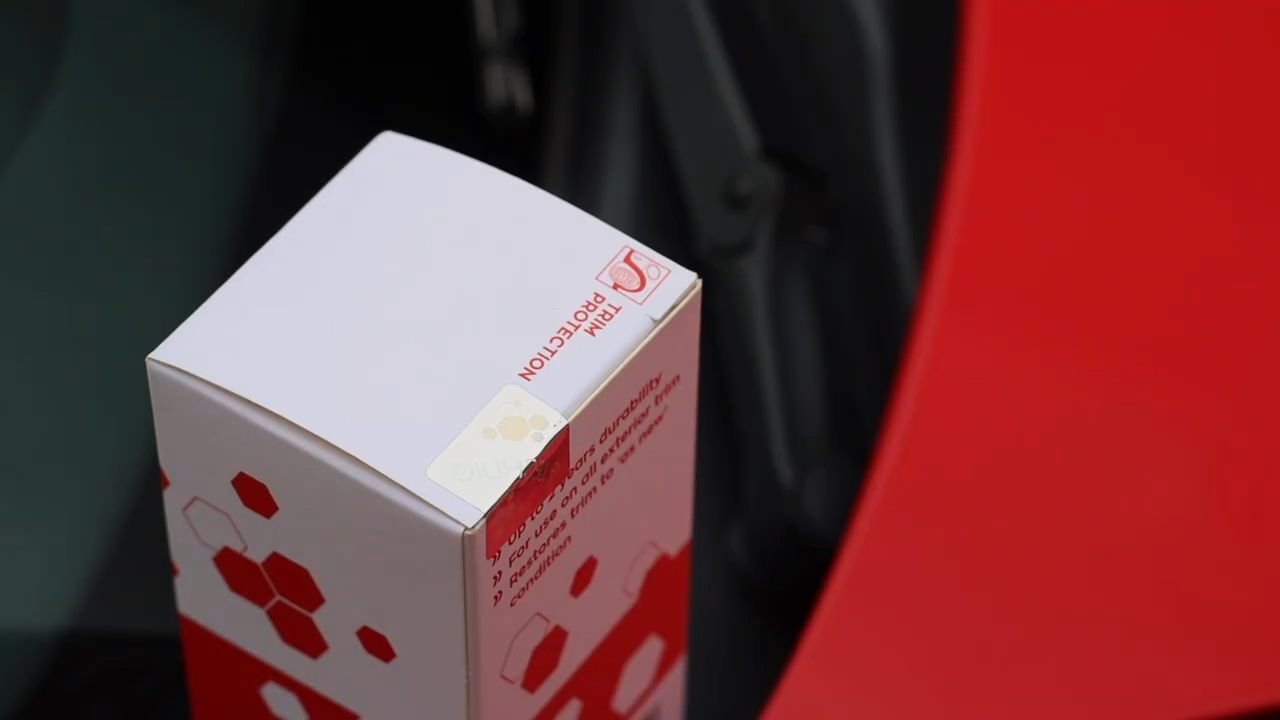 TRIM
PROTECTION
» Up to 2 years durability
» For use on all exterior trim
» Restores trim to 'as new'
condition